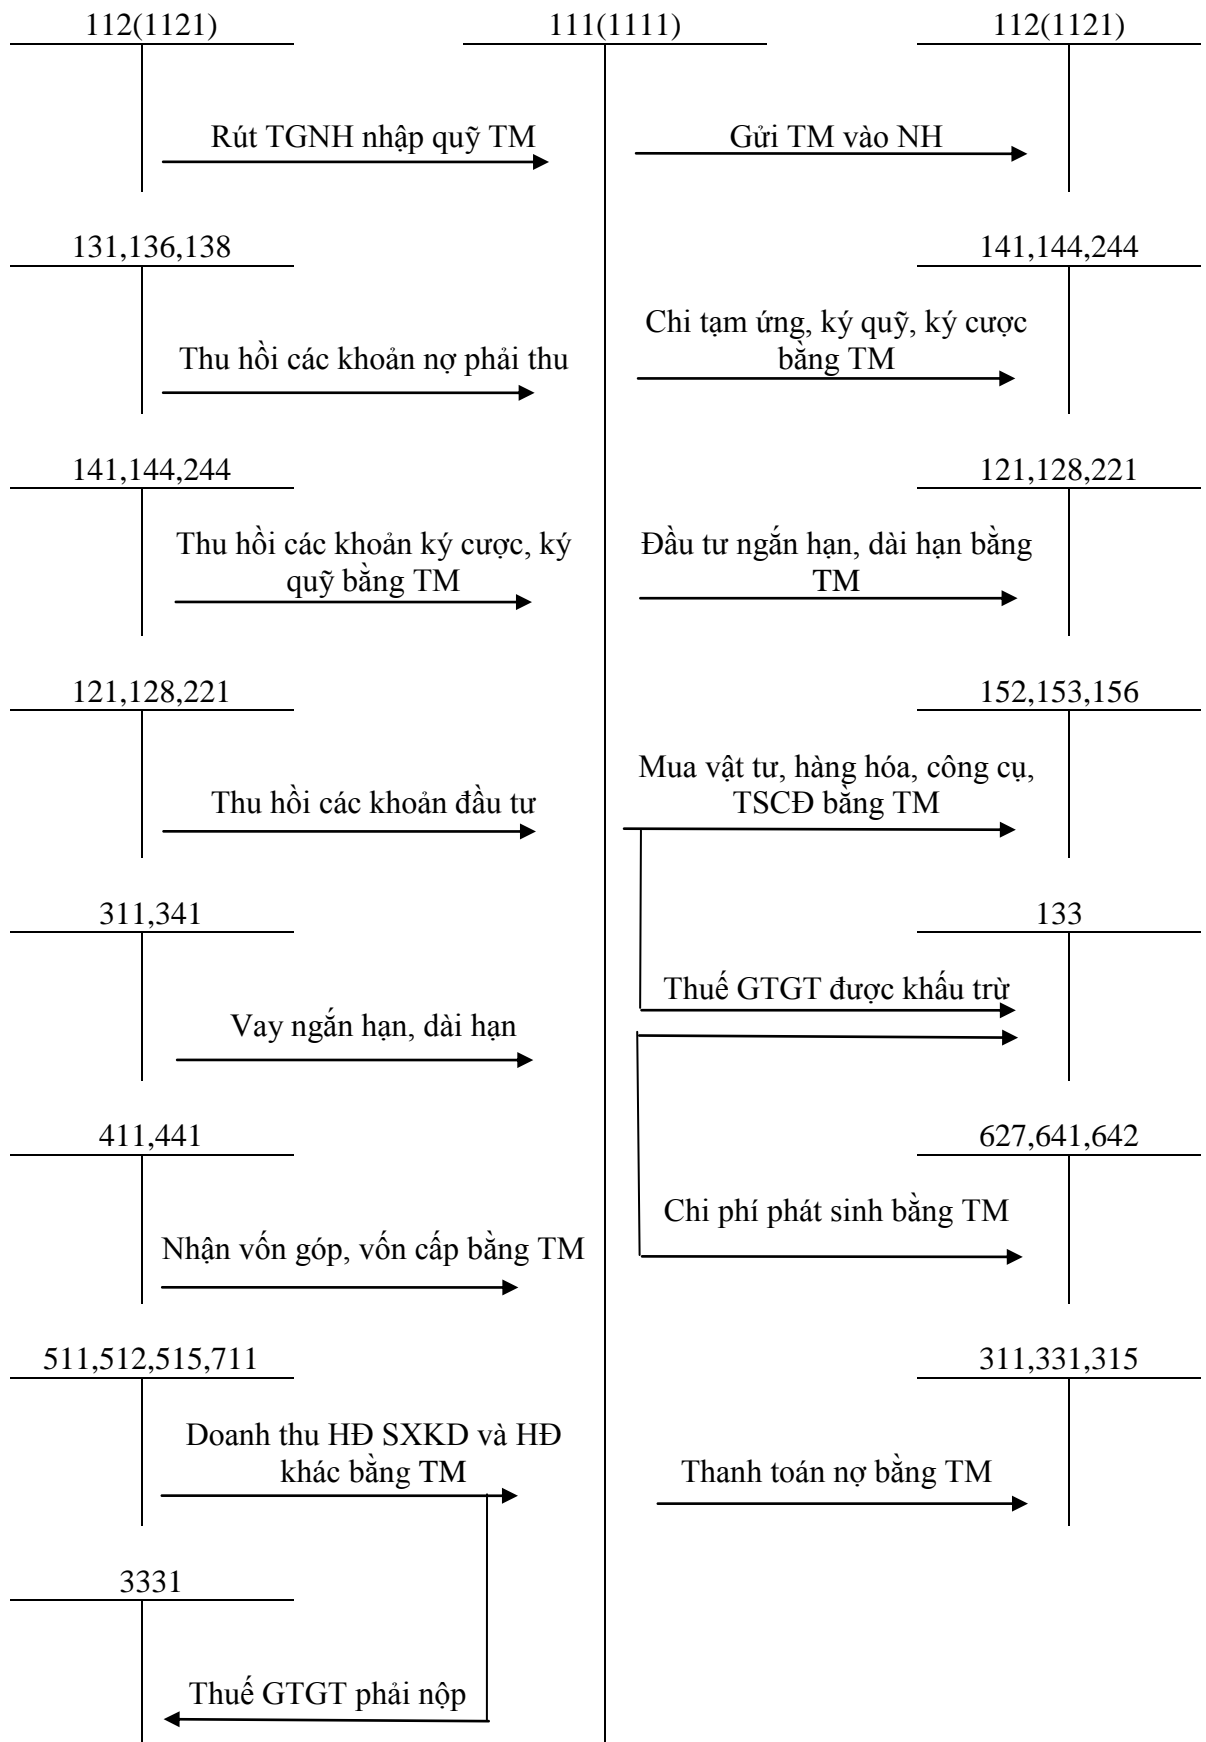 112(1121)
111(1111)
112(1121)
Rút TGNH nhập quỹ TM
Gửi TM vào NH
131,136,138
141,144,244
Thu hồi các khoản nợ phải thu
Chi tạm ứng, ký quỹ, ký cược
bằng TM
141,144,244
121,128,221
Thu hồi các khoản ký cược, ký
quỹ bằng TM
Đầu tư ngắn hạn, dài hạn bằng
TM
121,128,221
152,153,156
Thu hồi các khoản đầu tư
Mua vật tư, hàng hóa, công cụ,
TSCĐ bằng TM
311,341
133
Vay ngắn hạn, dài hạn
Thuế GTGT được khấu trừ
411,441
627,641,642
Nhận vốn góp, vốn cấp bằng TM
Chi phí phát sinh bằng TM
511,512,515,711
311,331,315
Doanh thu HĐ SXKD và HĐ
khác bằng TM
Thanh toán nợ bằng TM
3331
Thuế GTGT phải nộp